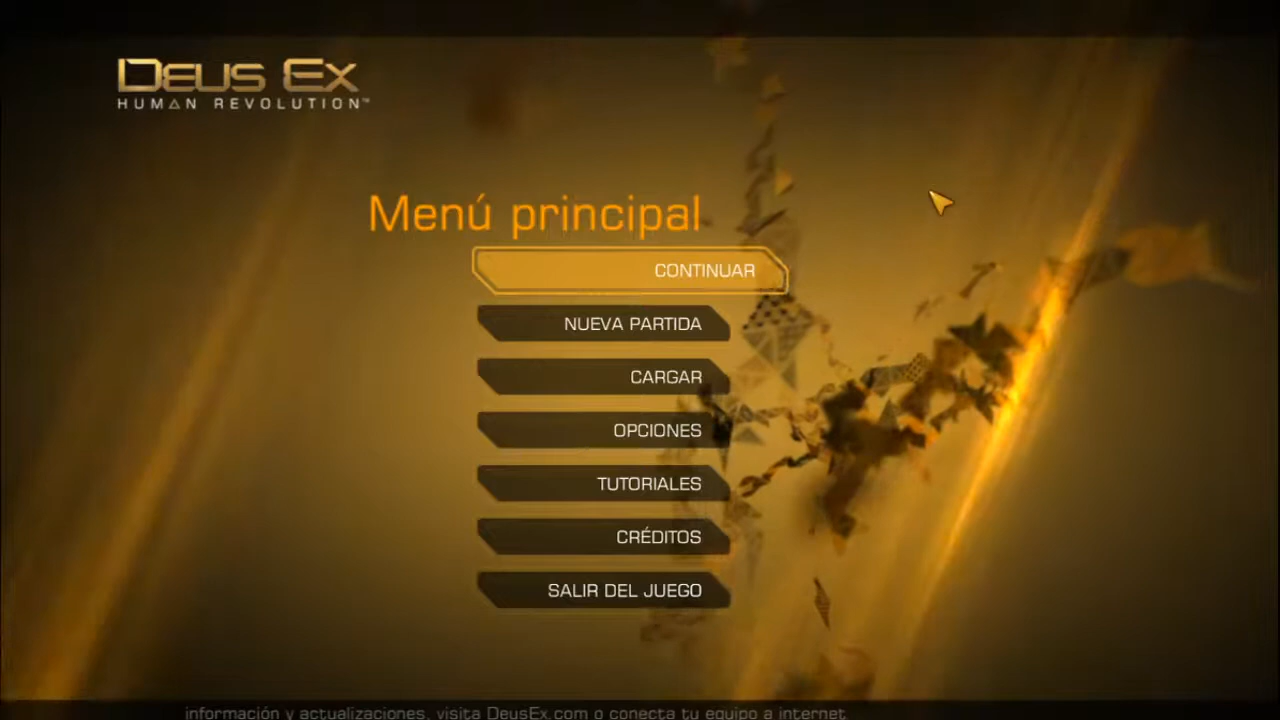 DEUS EX
HUMAN REVOLUTION™
Menú principal
CONTINUAR
NUEVA PARTIDA
CARGAR
OPCIONES
TUTORIALES
CRÉDITOS
SALIR DEL JUEGO
información y actualizaciones, visita DeusEx.com o conecta tu equipo a internet